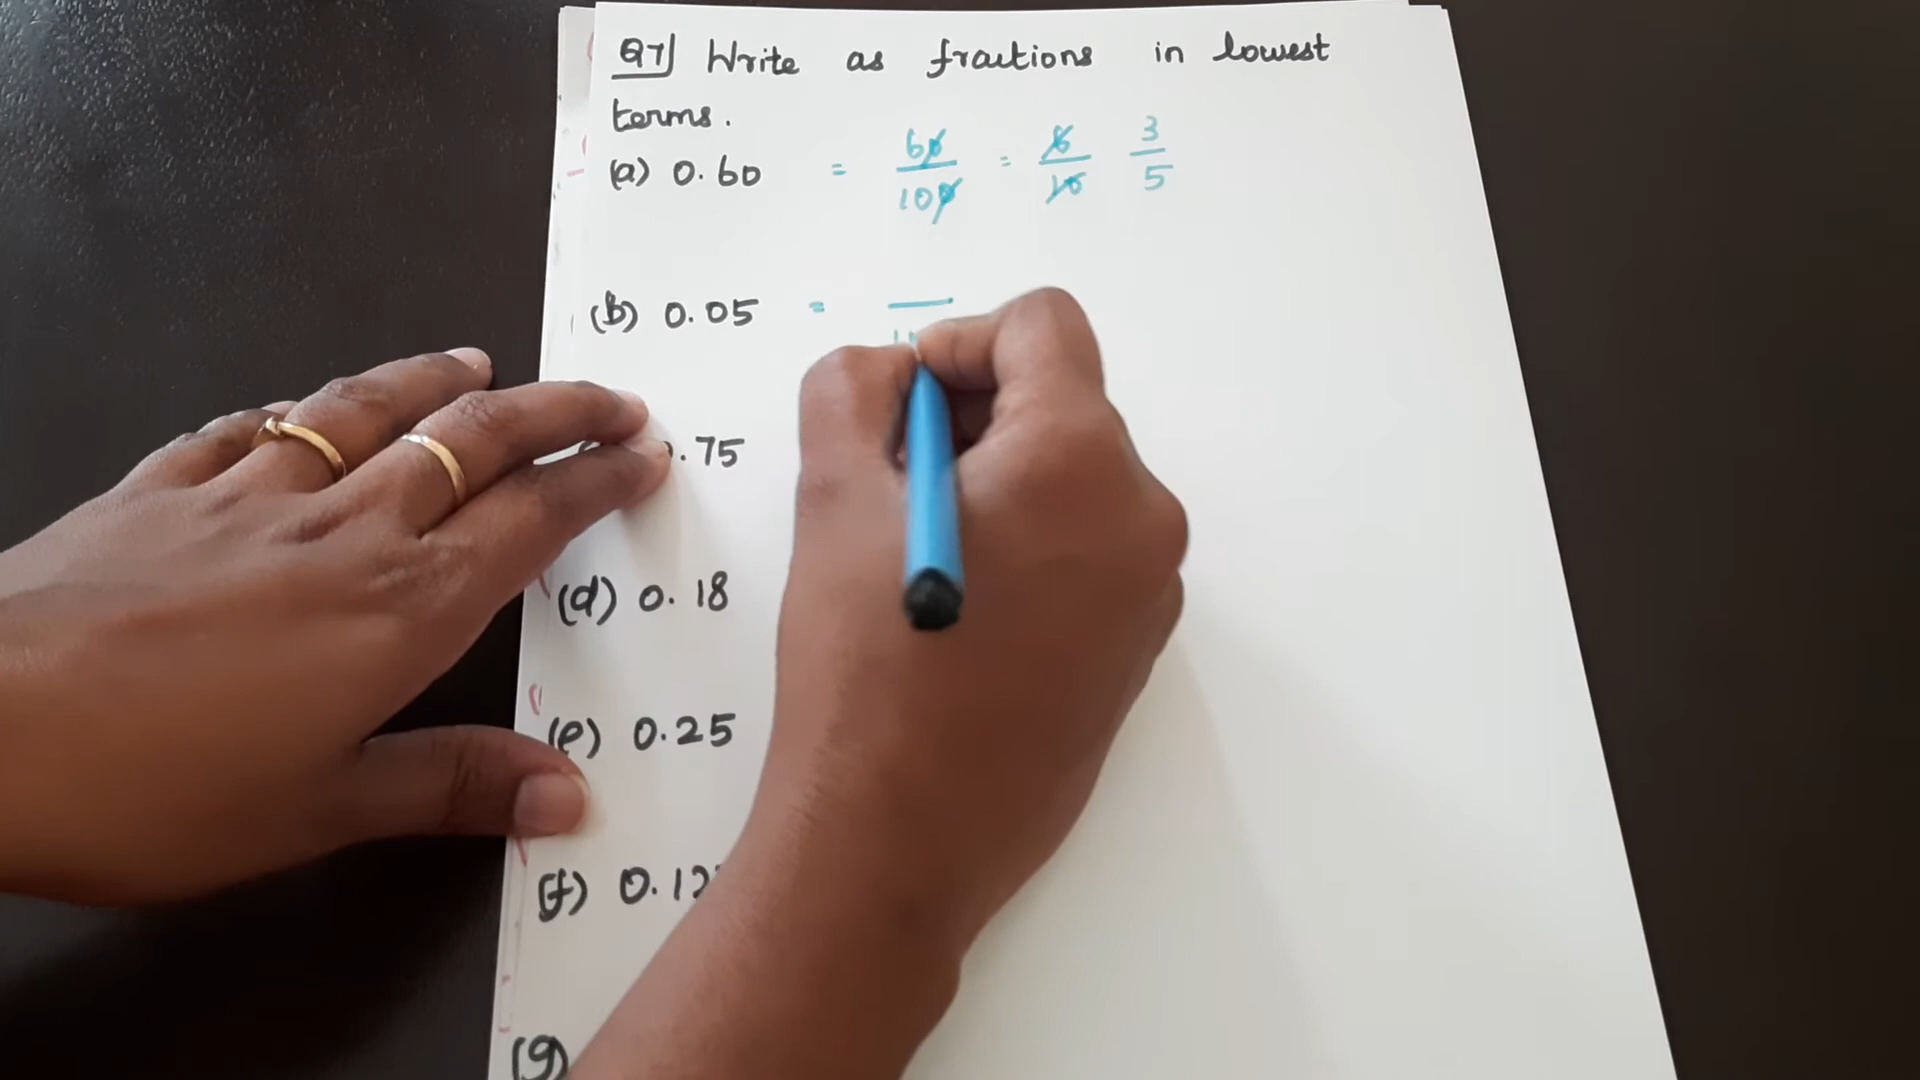 Q7 Write as fractions in lowest
terms.
(a) 0.60 = 60/100 = 6/10 3/5
(b) 0.05 =
.75
(d) 0.18
(e) 0.25
(f) 0.12
(g)